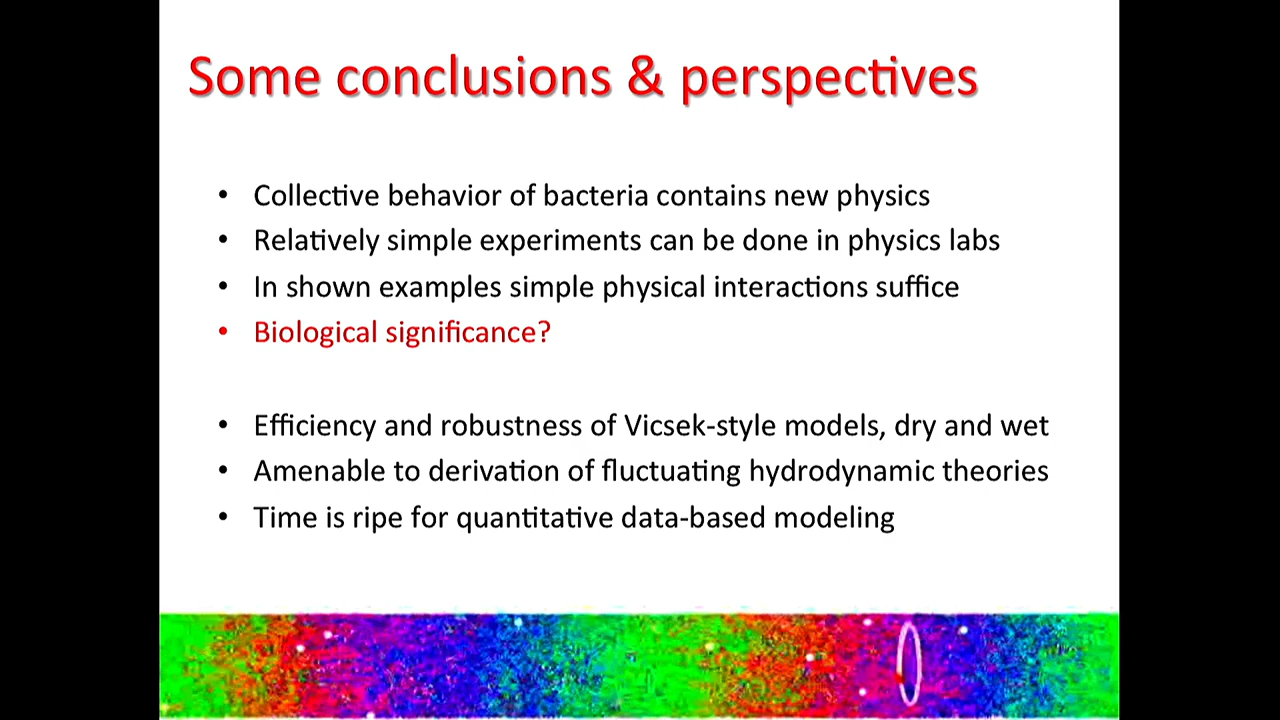 Some conclusions & perspectives
• Collective behavior of bacteria contains new physics
• Relatively simple experiments can be done in physics labs
• In shown examples simple physical interactions suffice
• Biological significance?
• Efficiency and robustness of Vicsek-style models, dry and wet
• Amenable to derivation of fluctuating hydrodynamic theories
• Time is ripe for quantitative data-based modeling